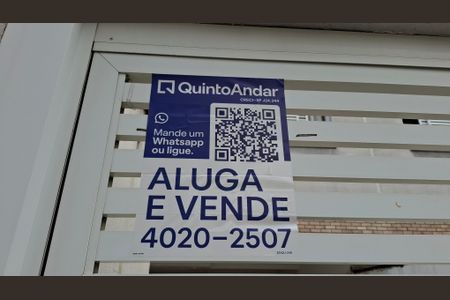 QuintoAndar
Mande um
Whatsapp
ou ligue.
ALUGA
E VENDE
4020-2507